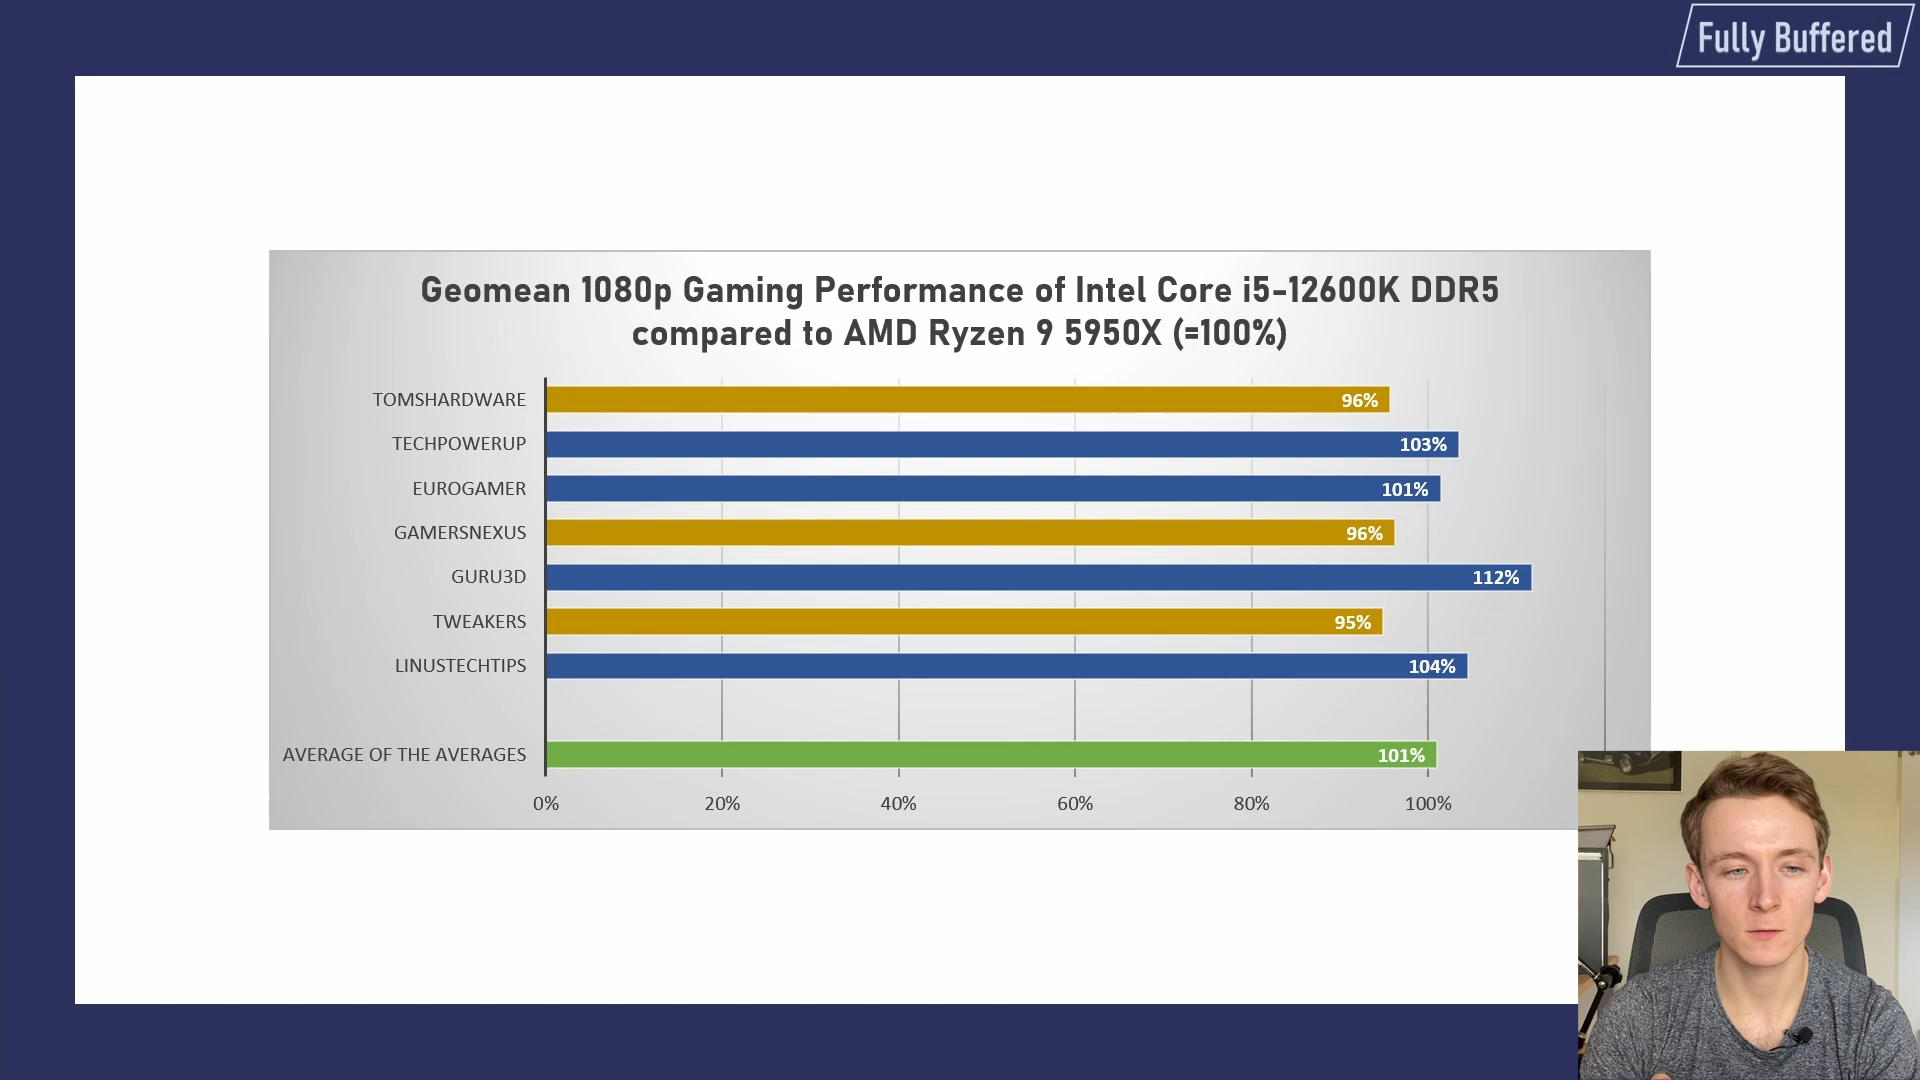 Fully Buffered
Geomean 1080p Gaming Performance of Intel Core i5-12600K DDR5
compared to AMD Ryzen 9 5950X (=100%)
TOMSHARDWARE 96%
TECHPOWERUP 103%
EUROGAMER 101%
GAMERSNEXUS 96%
GURU3D 112%
TWEAKERS 95%
LINUSTECHTIPS 104%
AVERAGE OF THE AVERAGES 101%
0% 20% 40% 60% 80% 100%